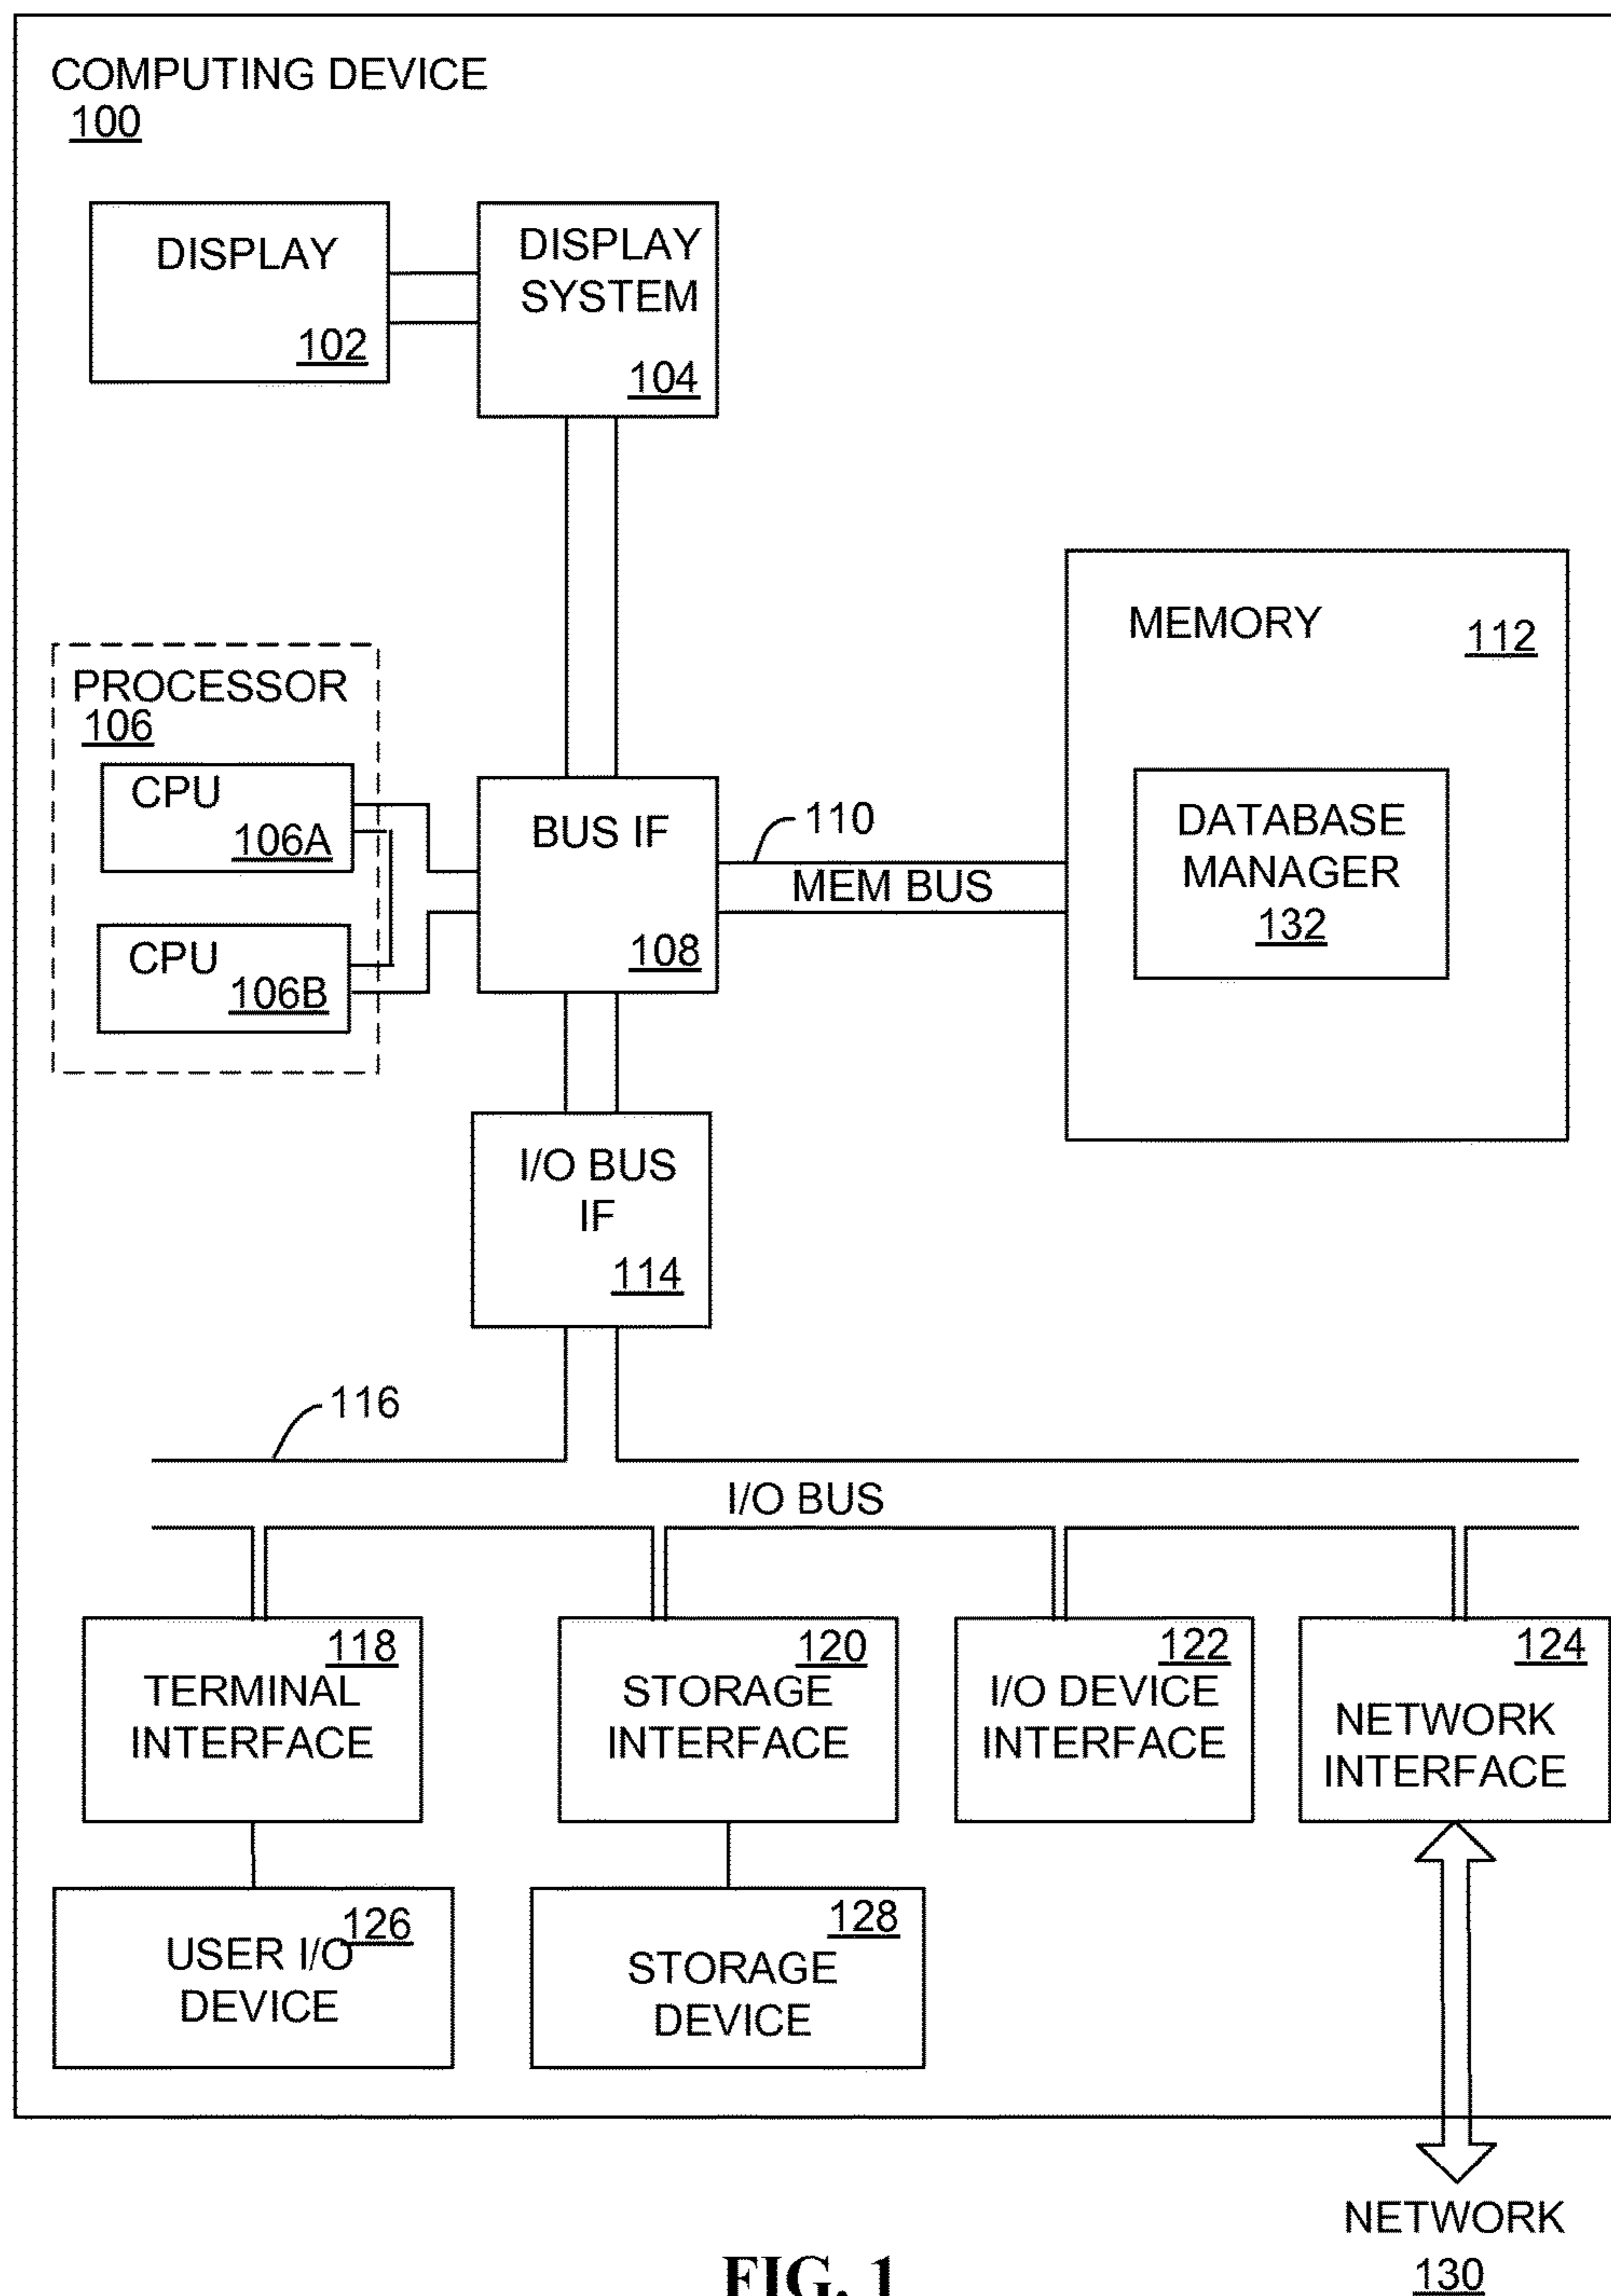 COMPUTING DEVICE
100
DISPLAY
102
DISPLAY
SYSTEM
104
PROCESSOR
106
CPU
106A
CPU
106B
BUS IF
108
110
MEM BUS
MEMORY
112
DATABASE
MANAGER
132
I/O BUS
IF
114
116
I/O BUS
118
TERMINAL
INTERFACE
120
STORAGE
INTERFACE
122
I/O DEVICE
INTERFACE
124
NETWORK
INTERFACE
126
USER I/O
DEVICE
128
STORAGE
DEVICE
NETWORK
130
FIG. 1